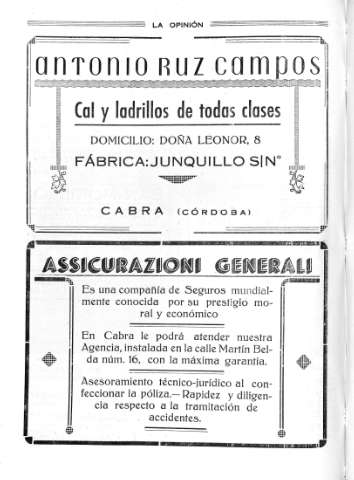 LA OPINIÓN
ANTONIO RUZ CAMPOS
Cal y ladrillos de todas clases
DOMICILIO: DOÑA LEONOR, 8
FÁBRICA: JUNQUILLO S|Nº
CABRA (CÓRDOBA)
ASSICURAZIONI GENERALI
Es una compañía de Seguros mundial-
mente conocida por su prestigio mo-
ral y económico
En Cabra le podrá atender nuestra
Agencia, instalada en la calle Martín Bel-
da núm. 16, con la máxima garantía.
Asesoramiento técnico-jurídico al con-
feccionar la póliza.— Rapidez y diligen-
cia respecto a la tramitación de
accidentes.